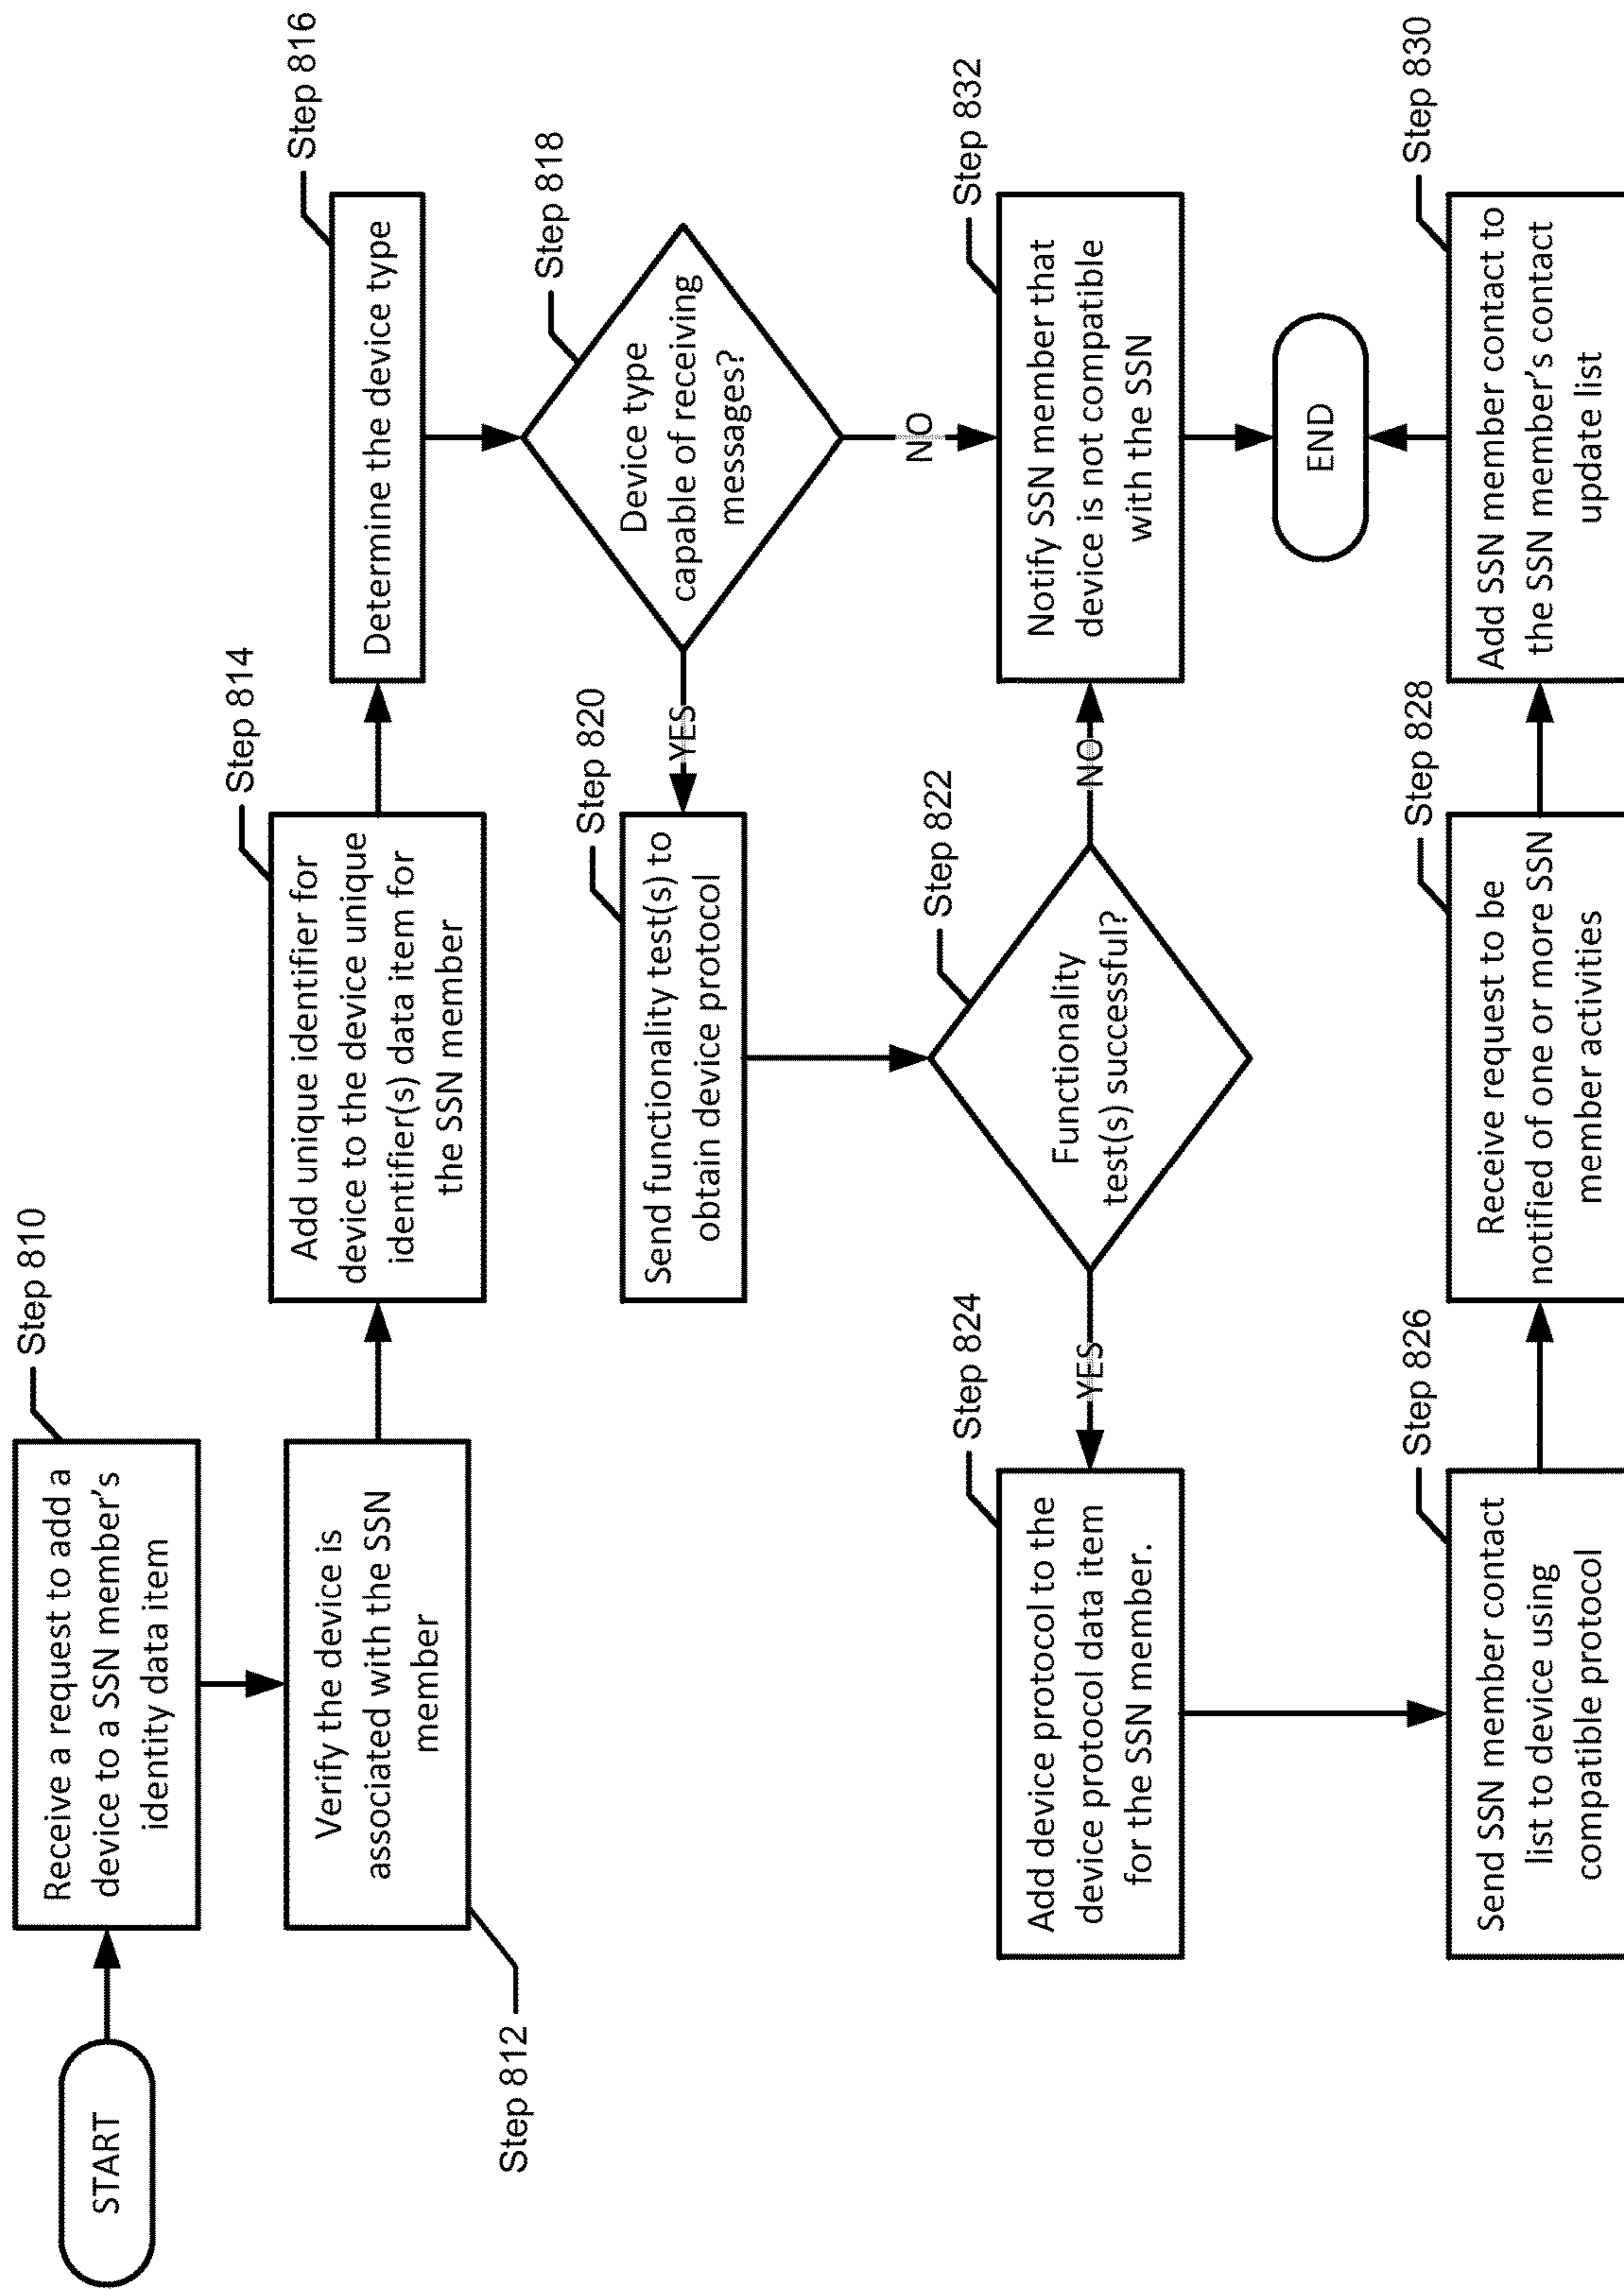 START
Step 810
Receive a request to add a
device to a SSN member's
identity data item
Verify the device is
associated with the SSN
member
Step 812
Step 814
Add unique identifier for
device to the device unique
identifier(s) data item for
the SSN member
Step 816
Determine the device type
Step 818
Device type
capable of receiving
messages?
YES
NO
Step 820
Send functionality test(s) to
obtain device protocol
Step 822
Functionality
test(s) successful?
YES
NO
Step 824
Add device protocol to the
device protocol data item
for the SSN member.
Step 826
Send SSN member contact
list to device using
compatible protocol
Step 828
Receive request to be
notified of one or more SSN
member activities
Step 830
Add SSN member contact to
the SSN member's contact
update list
Step 832
Notify SSN member that
device is not compatible
with the SSN
END